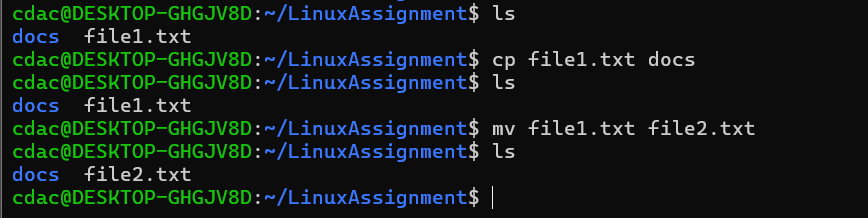 cdac@DESKTOP-GHGJV8D:~/LinuxAssignment$ ls
docs  file1.txt
cdac@DESKTOP-GHGJV8D:~/LinuxAssignment$ cp file1.txt docs
cdac@DESKTOP-GHGJV8D:~/LinuxAssignment$ ls
docs  file1.txt
cdac@DESKTOP-GHGJV8D:~/LinuxAssignment$ mv file1.txt file2.txt
cdac@DESKTOP-GHGJV8D:~/LinuxAssignment$ ls
docs  file2.txt
cdac@DESKTOP-GHGJV8D:~/LinuxAssignment$